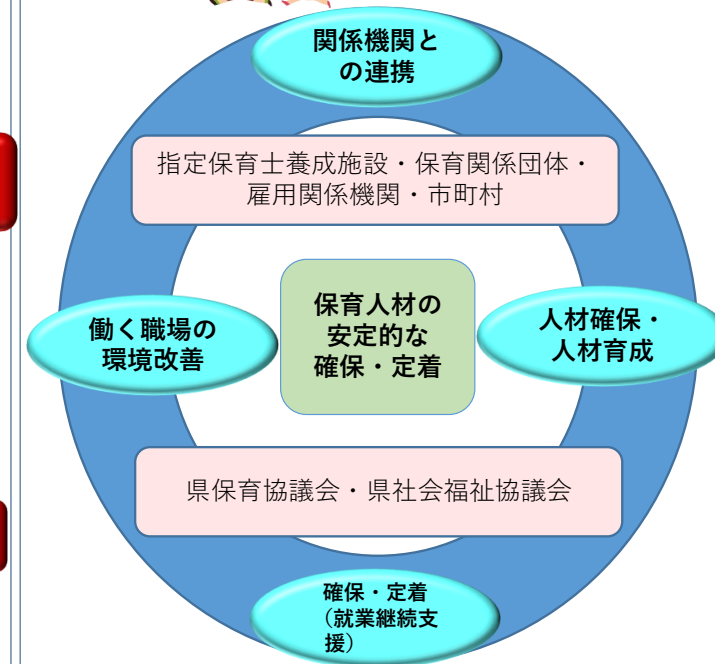 関係機関と
の連携
指定保育士養成施設・保育関係団体・
雇用関係機関・市町村
保育人材の
安定的な
確保・定着
働く職場の
環境改善
人材確保・
人材育成
県保育協議会・県社会福祉協議会
確保・定着
（就業継続支
援）